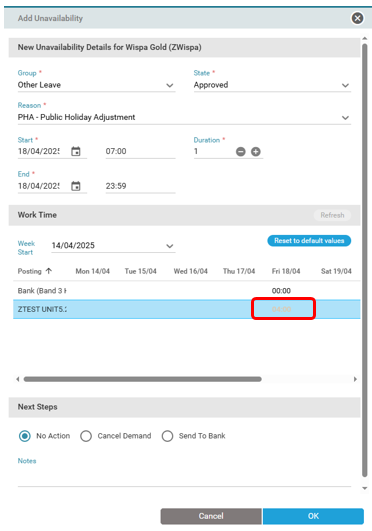 Add Unavailability
New Unavailability Details for Wispa Gold (ZWispa)
Group * State *
Other Leave Approved
Reason *
PHA - Public Holiday Adjustment
Start * Duration *
18/04/2025 07:00 1
End *
18/04/2025 23:59
Work Time Refresh
Week Start 14/04/2025 Reset to default values
Posting Mon 14/04 Tue 15/04 Wed 16/04 Thu 17/04 Fri 18/04 Sat 19/04
Bank (Band 3 00:00
ZTEST UNIT5.
Next Steps
No Action Cancel Demand Send To Bank
Notes
Cancel OK